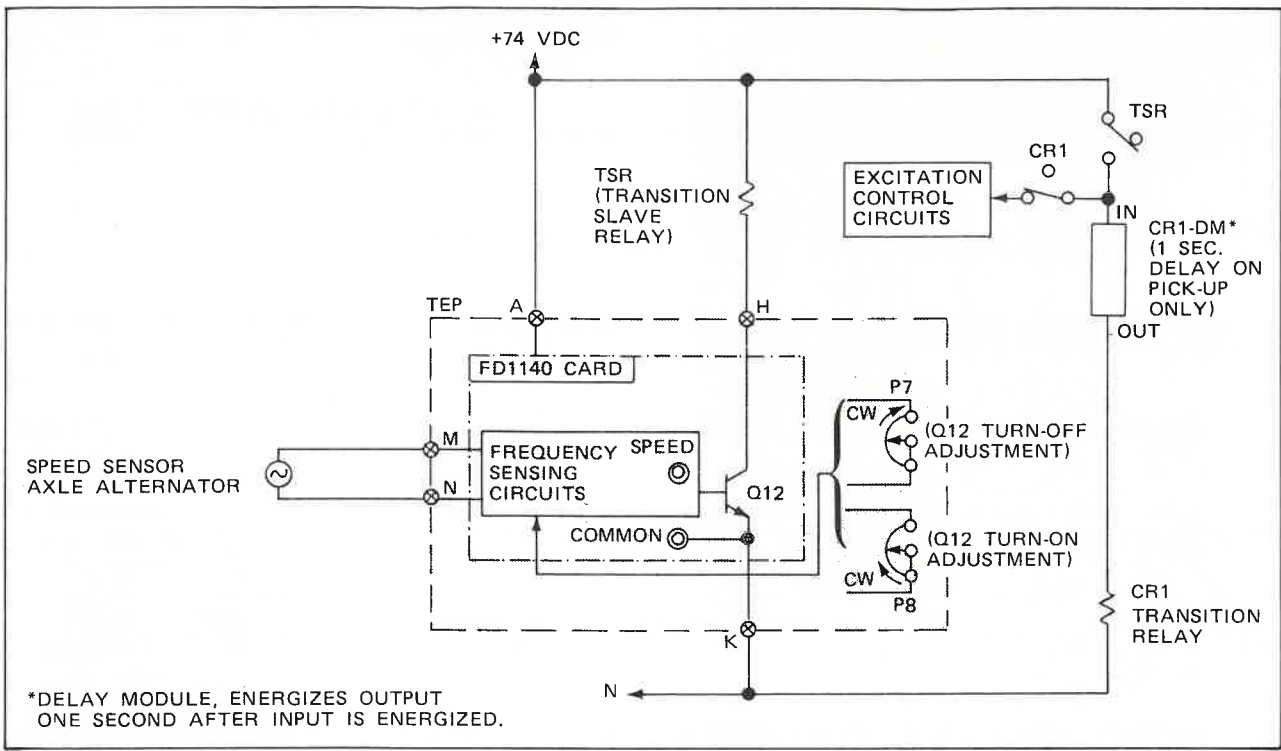 +74 VDC
TSR
CR1
TSR
(TRANSITION
SLAVE
RELAY)
EXCITATION
CONTROL
CIRCUITS
IN
CR1-DM*
(1 SEC.
DELAY ON
PICK-UP
ONLY)
OUT
TEP
A
H
FD1140 CARD
P7
CW
(Q12 TURN-OFF
ADJUSTMENT)
M
FREQUENCY
SENSING
CIRCUITS
SPEED
SPEED SENSOR
AXLE ALTERNATOR
N
Q12
COMMON
(Q12 TURN-ON
ADJUSTMENT)
CW
P8
CR1
TRANSITION
RELAY
K
N
*DELAY MODULE, ENERGIZES OUTPUT
ONE SECOND AFTER INPUT IS ENERGIZED.